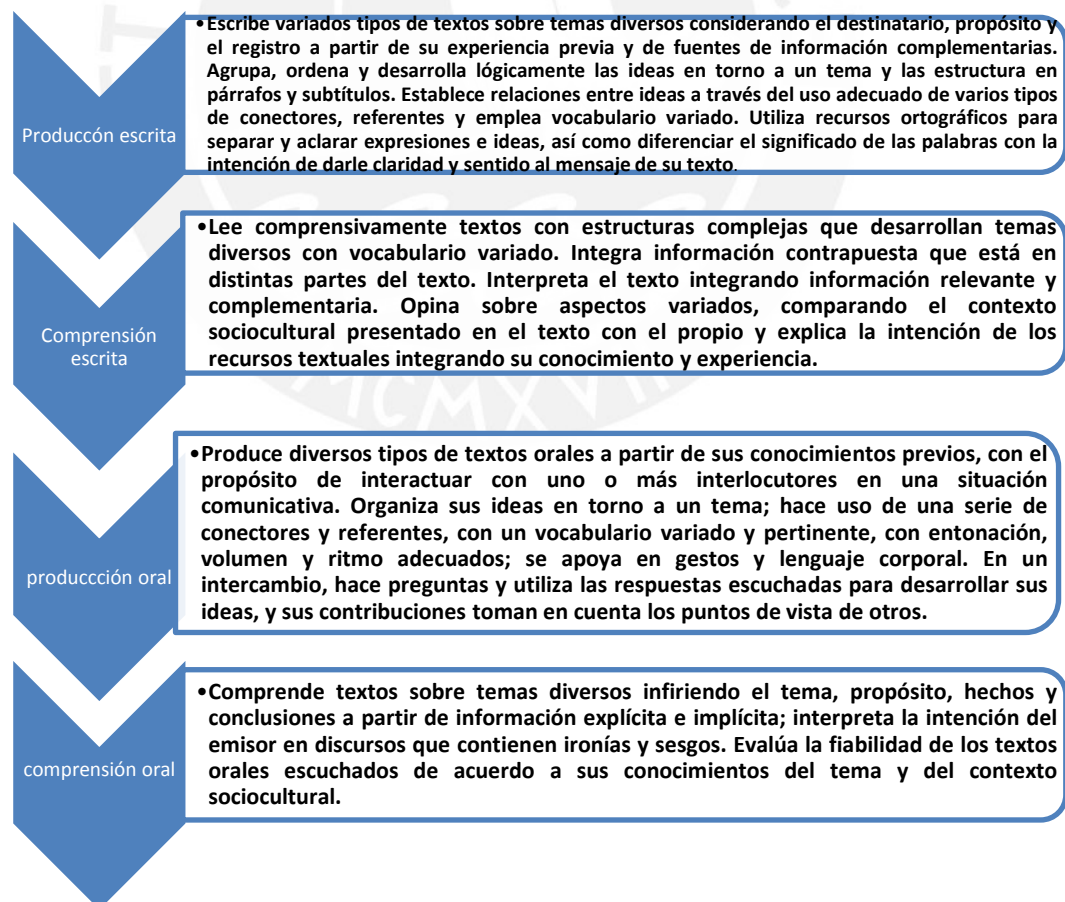 Produccón escrita
•Escribe variados tipos de textos sobre temas diversos considerando el destinatario, propósito y
el registro a partir de su experiencia previa y de fuentes de información complementarias.
Agrupa, ordena y desarrolla lógicamente las ideas en torno a un tema y las estructura en
párrafos y subtítulos. Establece relaciones entre ideas a través del uso adecuado de varios tipos
de conectores, referentes y emplea vocabulario variado. Utiliza recursos ortográficos para
separar y aclarar expresiones e ideas, así como diferenciar el significado de las palabras con la
intención de darle claridad y sentido al mensaje de su texto.
Comprensión
escrita
•Lee comprensivamente textos con estructuras complejas que desarrollan temas
diversos con vocabulario variado. Integra información contrapuesta que está en
distintas partes del texto. Interpreta el texto integrando información relevante y
complementaria. Opina sobre aspectos variados, comparando el contexto
sociocultural presentado en el texto con el propio y explica la intención de los
recursos textuales integrando su conocimiento y experiencia.
produccción oral
•Produce diversos tipos de textos orales a partir de sus conocimientos previos, con el
propósito de interactuar con uno o más interlocutores en una situación
comunicativa. Organiza sus ideas en torno a un tema; hace uso de una serie de
conectores y referentes, con un vocabulario variado y pertinente, con entonación,
volumen y ritmo adecuados; se apoya en gestos y lenguaje corporal. En un
intercambio, hace preguntas y utiliza las respuestas escuchadas para desarrollar sus
ideas, y sus contribuciones toman en cuenta los puntos de vista de otros.
comprensión oral
•Comprende textos sobre temas diversos infiriendo el tema, propósito, hechos y
conclusiones a partir de información explícita e implícita; interpreta la intención del
emisor en discursos que contienen ironías y sesgos. Evalúa la fiabilidad de los textos
orales escuchados de acuerdo a sus conocimientos del tema y del contexto
sociocultural.